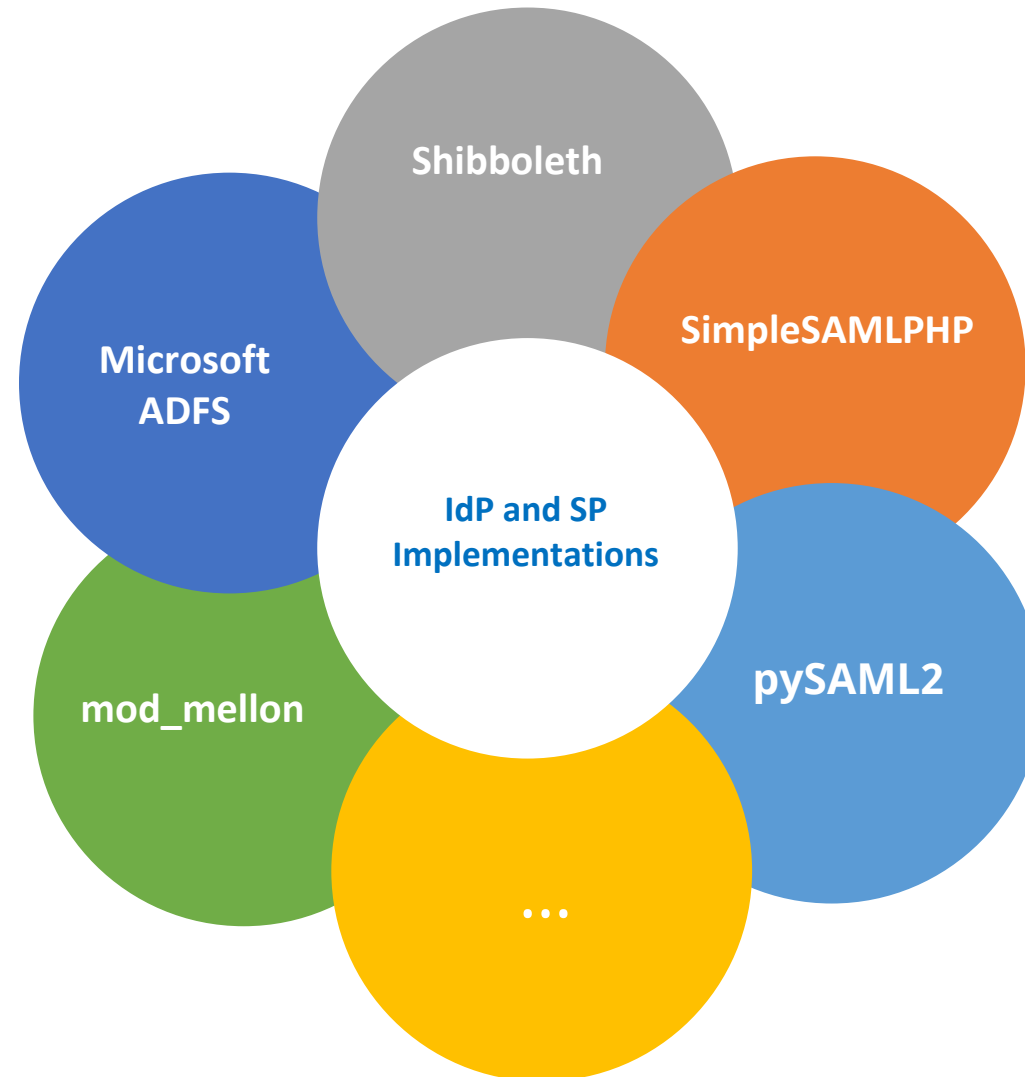 Shibboleth
SimpleSAMLPHP
Microsoft
ADFS
IdP and SP
Implementations
pySAML2
mod_mellon
...